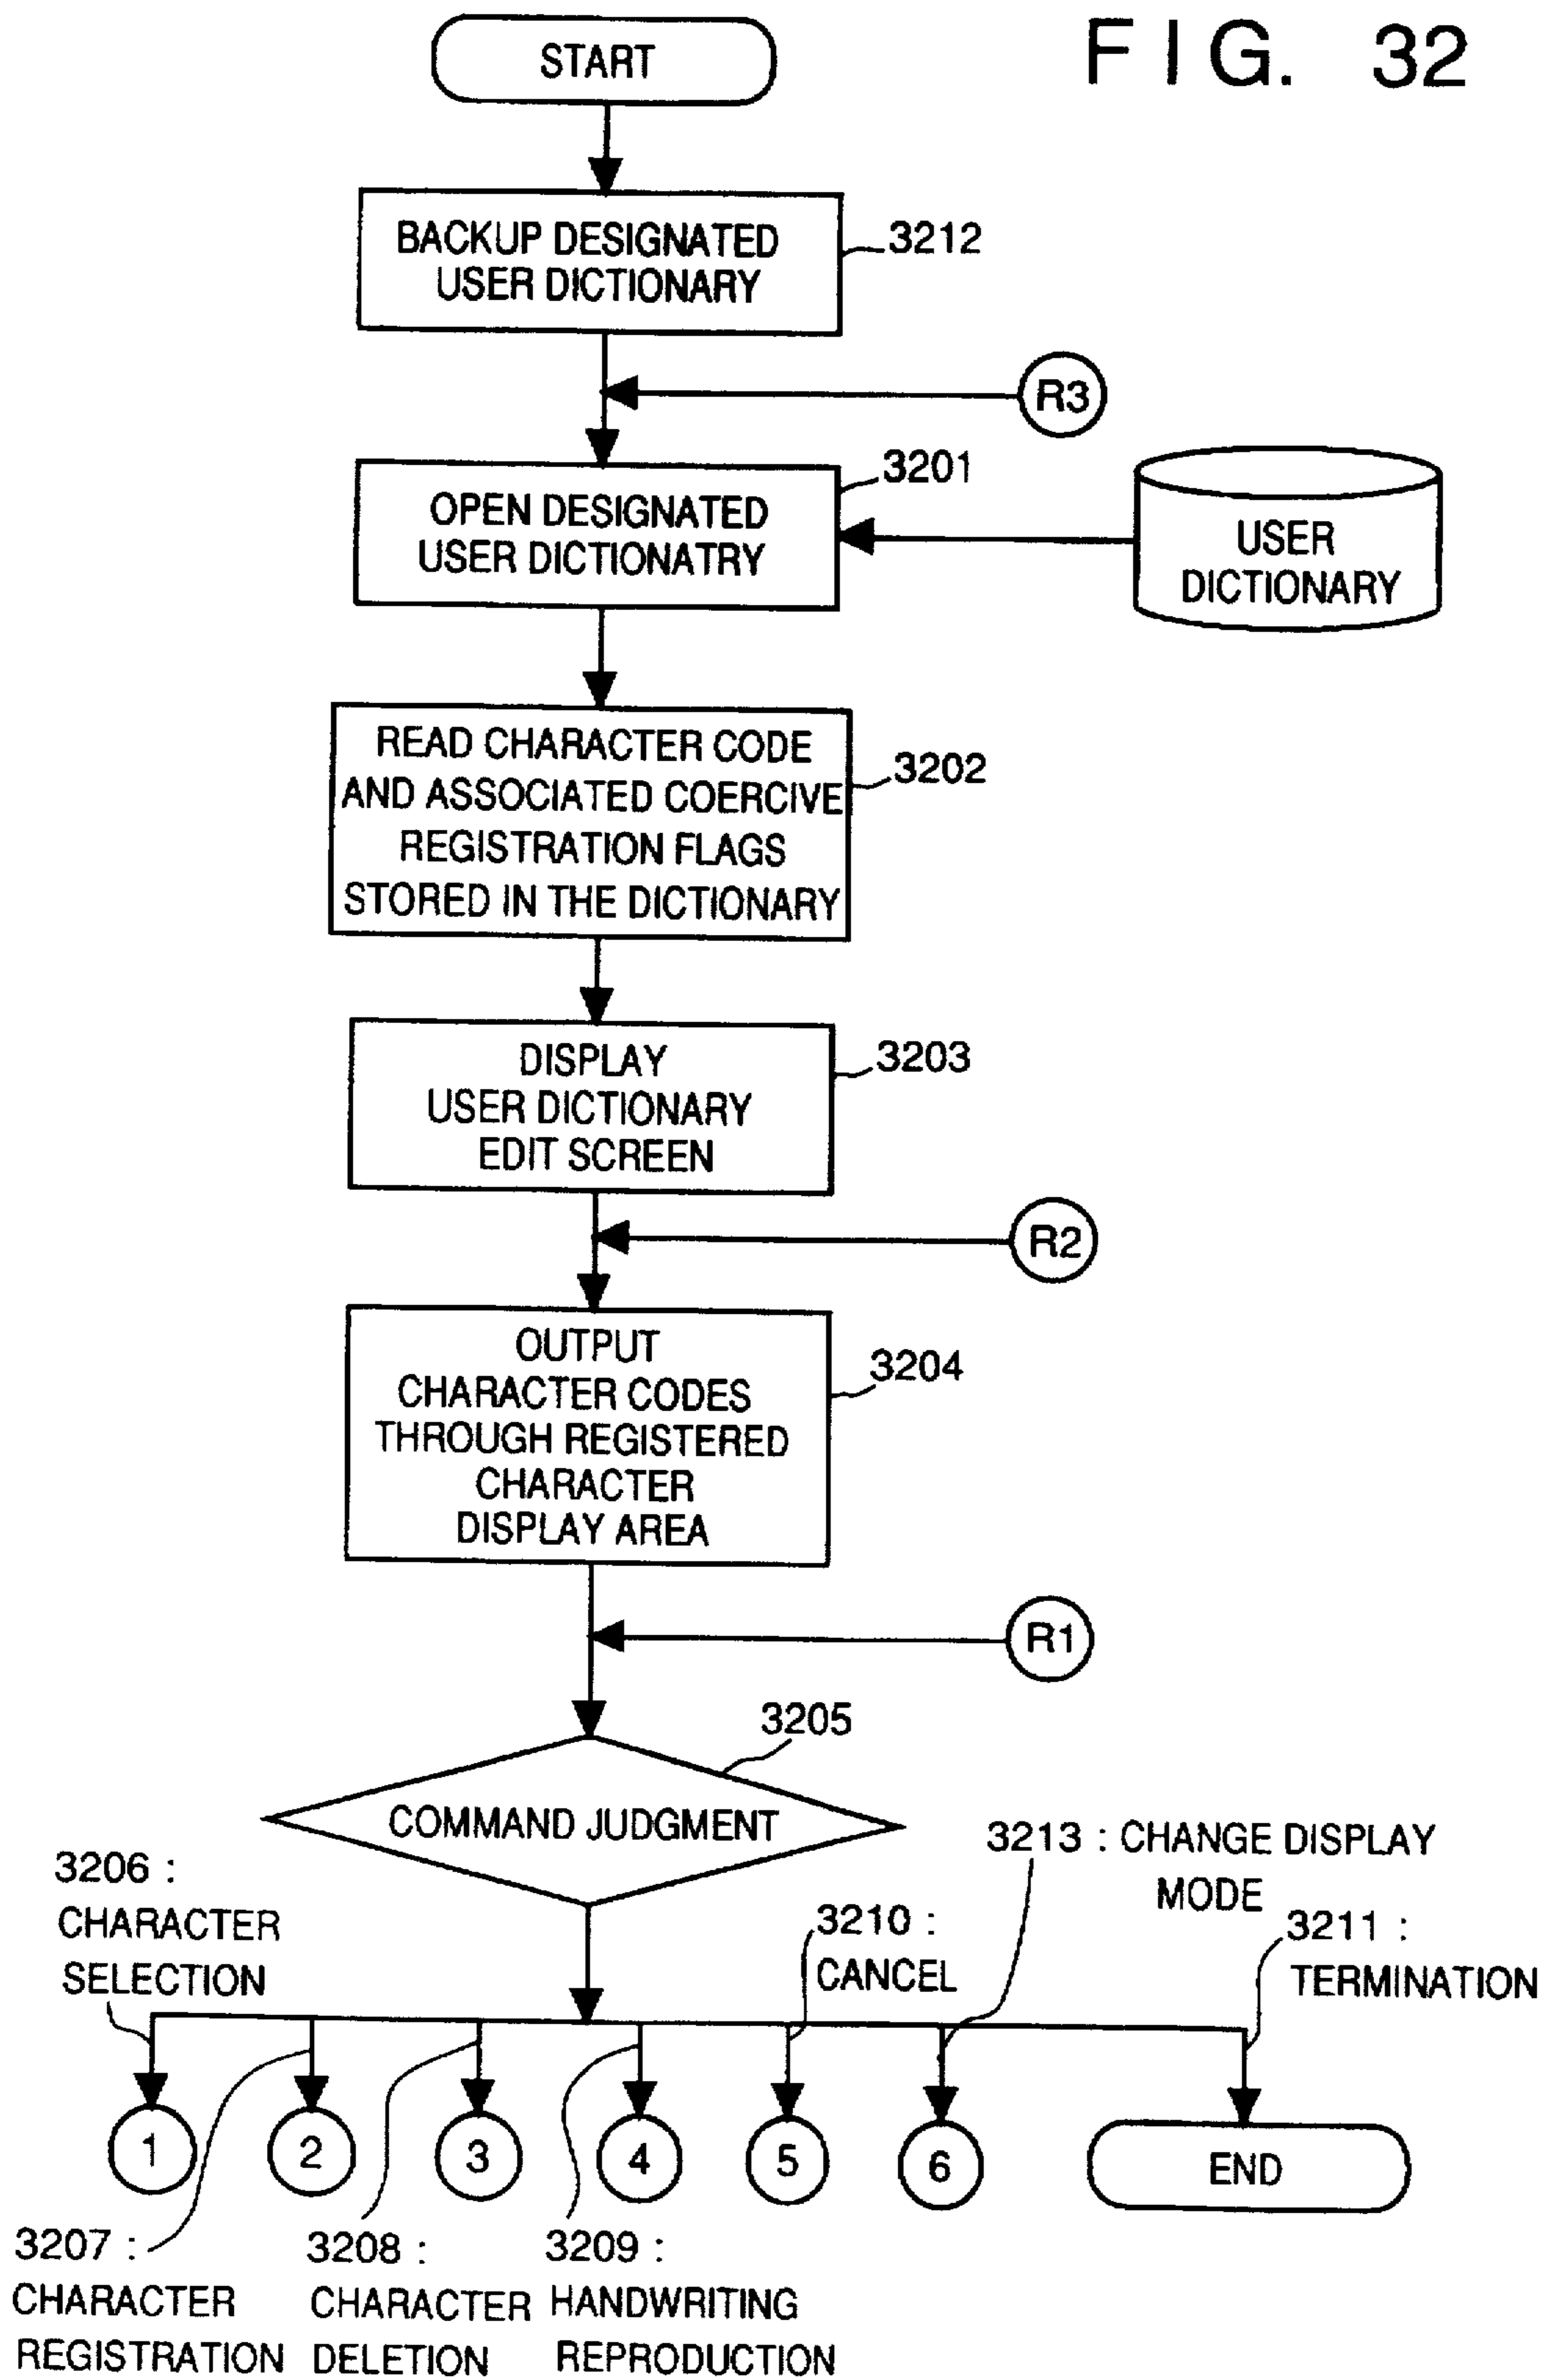 FIG. 32
START
BACKUP DESIGNATED
USER DICTIONARY
3212
R3
3201
OPEN DESIGNATED
USER DICTIONATRY
USER
DICTIONARY
READ CHARACTER CODE
AND ASSOCIATED COERCIVE
REGISTRATION FLAGS
STORED IN THE DICTIONARY
3202
DISPLAY
USER DICTIONARY
EDIT SCREEN
3203
R2
OUTPUT
CHARACTER CODES
THROUGH REGISTERED
CHARACTER
DISPLAY AREA
3204
R1
3205
COMMAND JUDGMENT
3206 :
CHARACTER
SELECTION
3210 :
CANCEL
3213 : CHANGE DISPLAY
MODE
3211 :
TERMINATION
1
2
3
4
5
6
END
3207 :
CHARACTER
REGISTRATION
3208 :
CHARACTER
DELETION
3209 :
HANDWRITING
REPRODUCTION